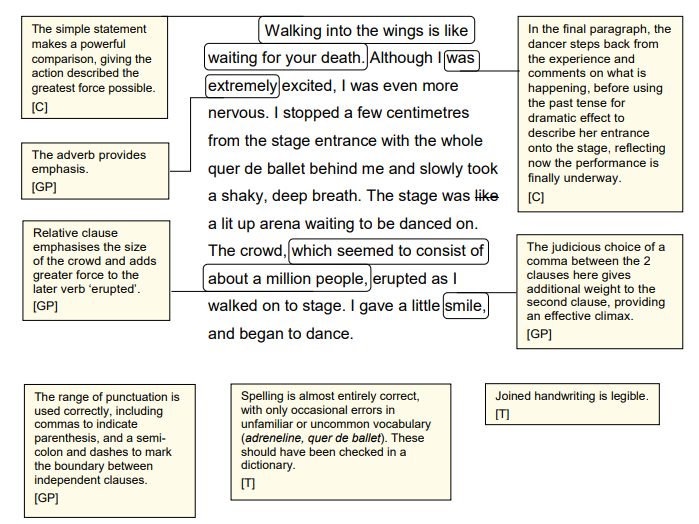 The simple statement
makes a powerful
comparison, giving the
action described the
greatest force possible.
[C]
The adverb provides
emphasis.
[GP]
Relative clause
emphasises the size
of the crowd and adds
greater force to the
later verb ‘erupted’.
[GP]
Walking into the wings is like
waiting for your death. Although I was
extremely excited, I was even more
nervous. I stopped a few centimetres
from the stage entrance with the whole
quer de ballet behind me and slowly took
a shaky, deep breath. The stage was like
a lit up arena waiting to be danced on.
The crowd, which seemed to consist of
about a million people, erupted as I
walked on to stage. I gave a little smile,
and began to dance.
In the final paragraph, the
dancer steps back from
the experience and
comments on what is
happening, before using
the past tense for
dramatic effect to
describe her entrance
onto the stage, reflecting
now the performance is
finally underway.
[C]
The judicious choice of a
comma between the 2
clauses here gives
additional weight to the
second clause, providing
an effective climax.
[GP]
The range of punctuation is
used correctly, including
commas to indicate
parenthesis, and a semi-
colon and dashes to mark
the boundary between
independent clauses.
[GP]
Spelling is almost entirely correct,
with only occasional errors in
unfamiliar or uncommon vocabulary
(adreneline, quer de ballet). These
should have been checked in a
dictionary.
[T]
Joined handwriting is legible.
[T]